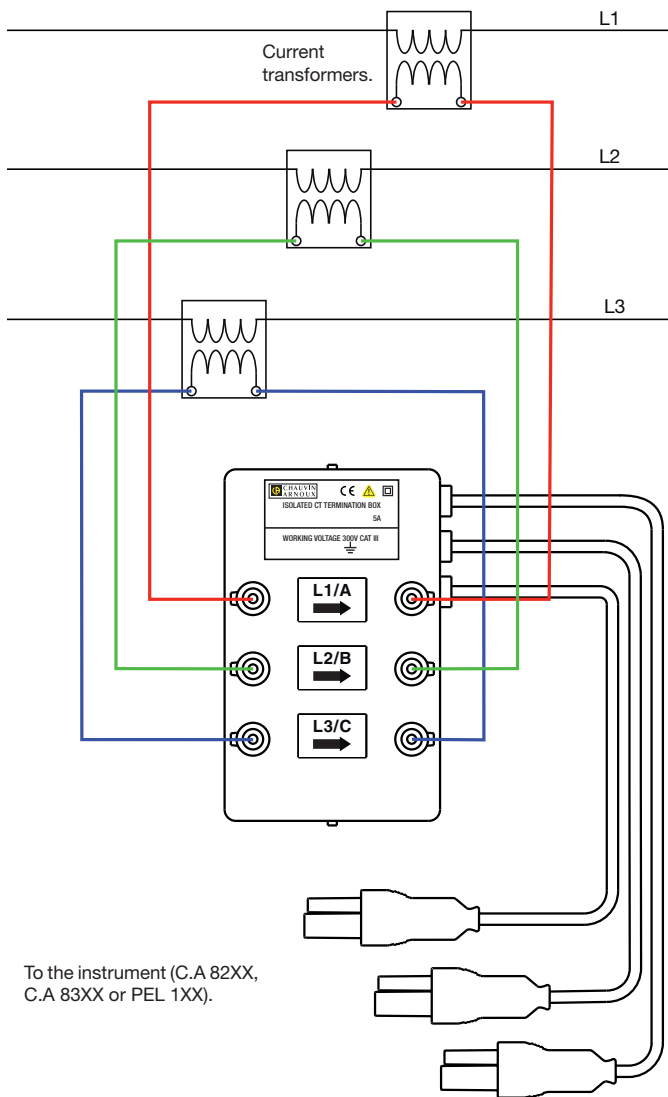 L1
Current
transformers.
L2
L3
CHAUVIN
ARNOUX
CE
ISOLATED CT TERMINATION BOX
5A
WORKING VOLTAGE 300V CAT III
L1/A
L2/B
L3/C
To the instrument (C.A 82XX,
C.A 83XX or PEL 1XX).